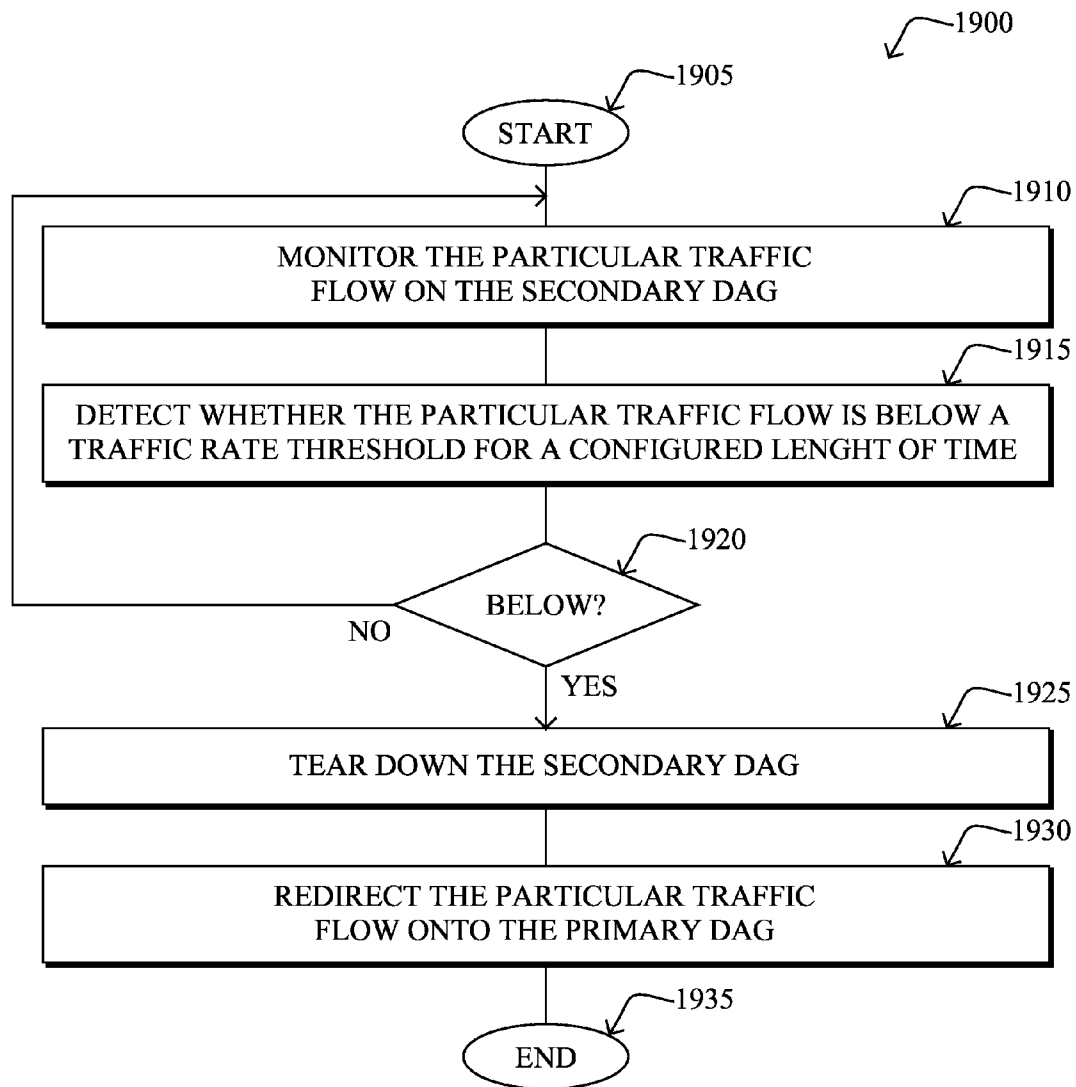 1900
1905
START
1910
MONITOR THE PARTICULAR TRAFFIC
FLOW ON THE SECONDARY DAG
1915
DETECT WHETHER THE PARTICULAR TRAFFIC FLOW IS BELOW A
TRAFFIC RATE THRESHOLD FOR A CONFIGURED LENGHT OF TIME
1920
BELOW?
NO
YES
1925
TEAR DOWN THE SECONDARY DAG
1930
REDIRECT THE PARTICULAR TRAFFIC
FLOW ONTO THE PRIMARY DAG
1935
END